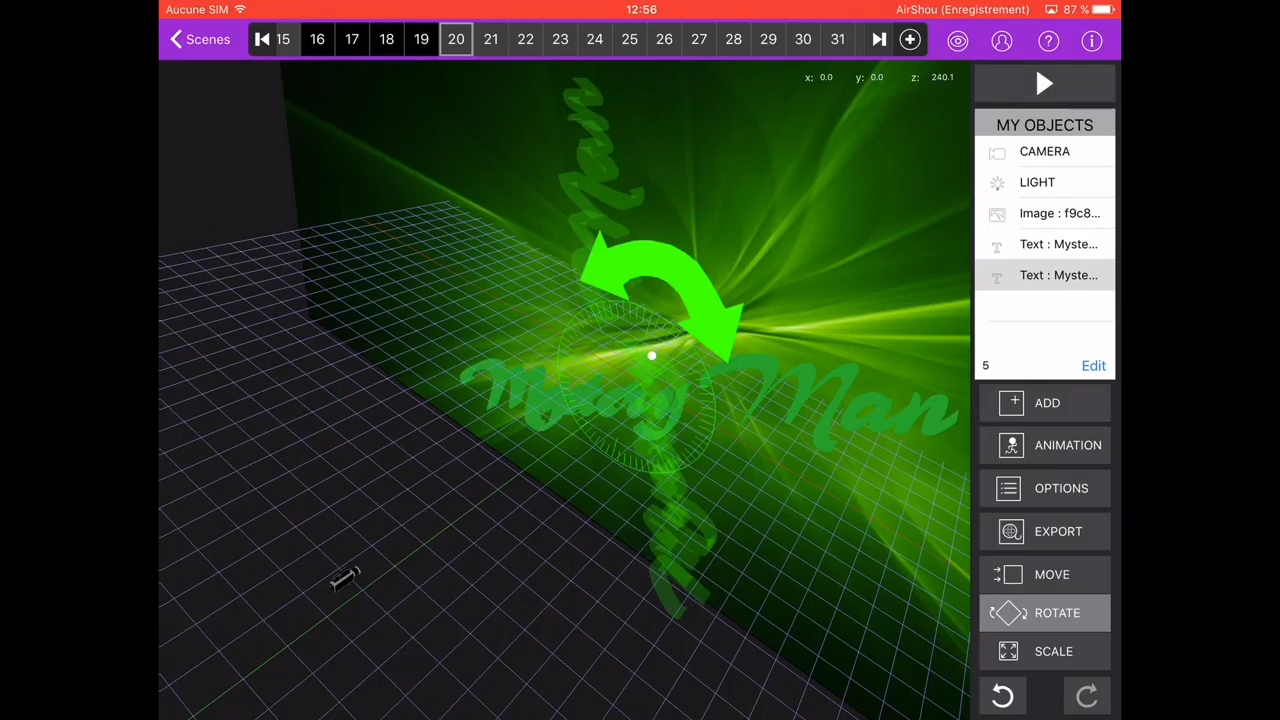 Aucune SIM 12:56 AirShou (Enregistrement) 87 %
Scenes 15 16 17 18 19 20 21 22 23 24 25 26 27 28 29 30 31
x: 0.0 y: 0.0 z: 240.1
MY OBJECTS
CAMERA
LIGHT
Image : f9c8...
Text : Myste...
Text : Myste...
5 Edit
Man
Man
ADD
ANIMATION
OPTIONS
EXPORT
MOVE
ROTATE
SCALE